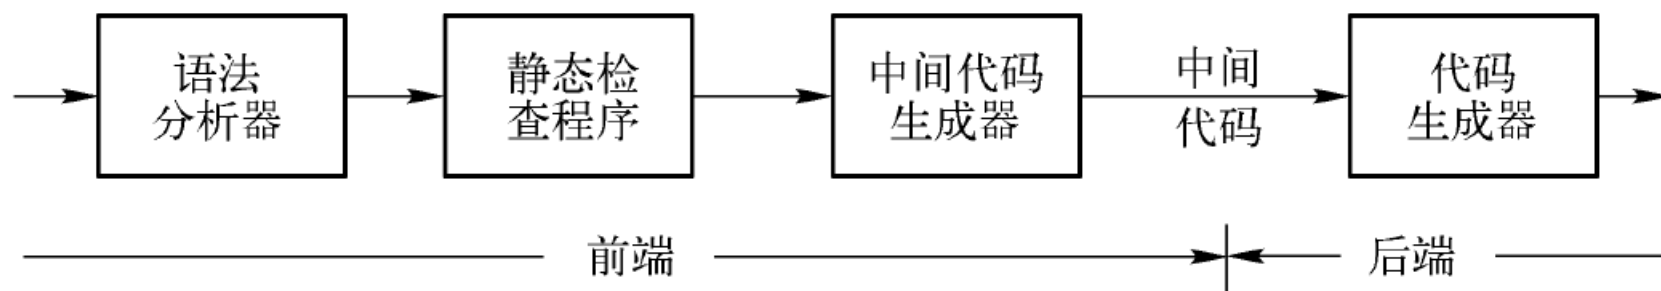 语法
分析器
静态检
查程序
中间代码
生成器
中间
代码
代码
生成器
前端
后端